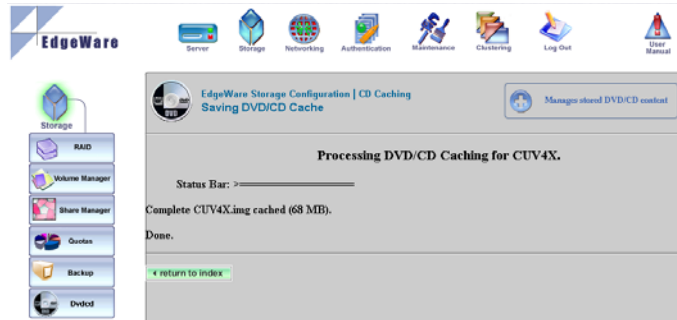 EdgeWare
Server
Storage
Networking
Authentication
Maintenance
Clustering
Log Out
User
Manual
EdgeWare Storage Configuration | CD Caching
Saving DVD/CD Cache
Manages stored DVD/CD content
Storage
RAID
Volume Manager
Share Manager
Quotas
Backup
Dvdcd
DVD
Processing DVD/CD Caching for CUV4X.
Status Bar: >=================
Complete CUV4X.img cached (68 MB).
Done.
return to index